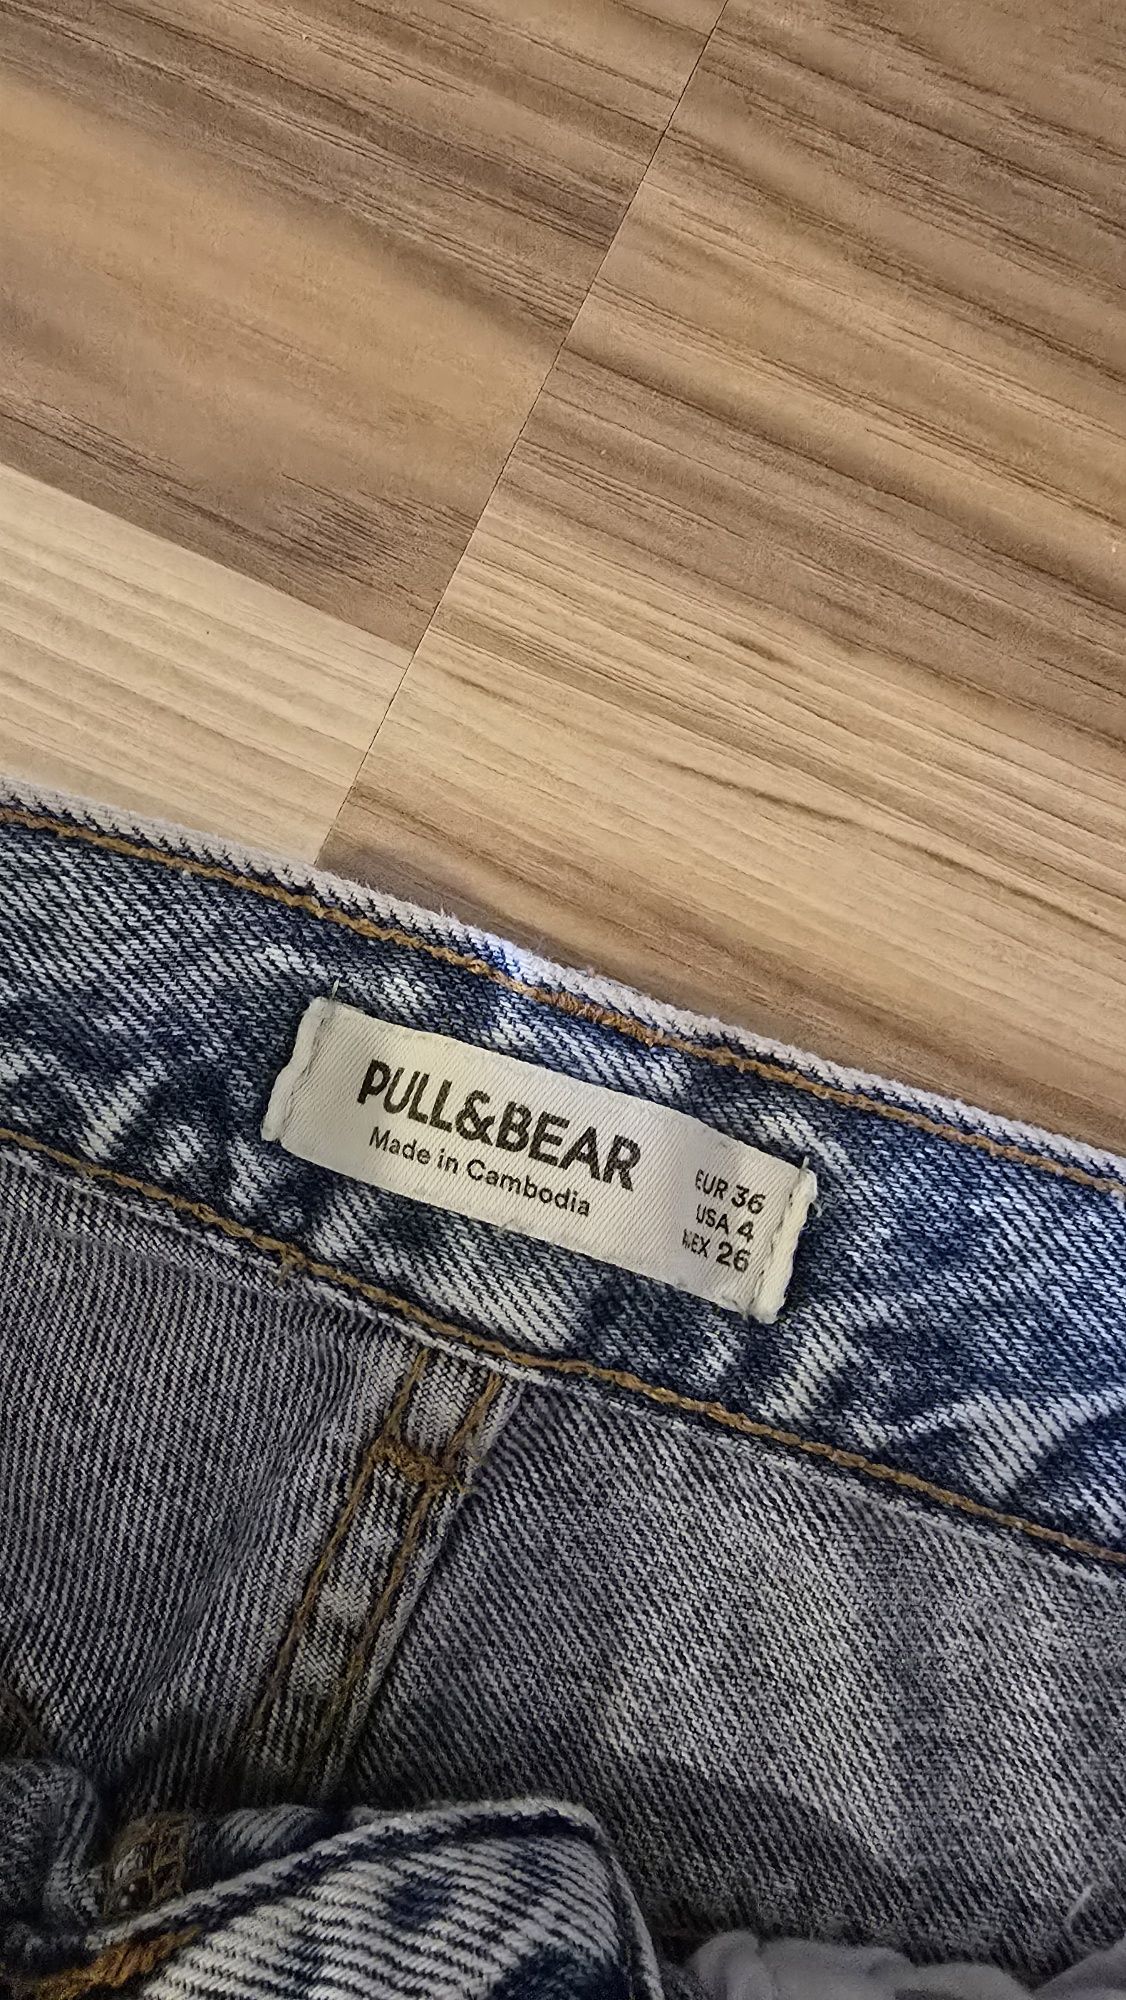 PULL&BEAR
Made in Cambodia
EUR 36
USA 4
MEX 26